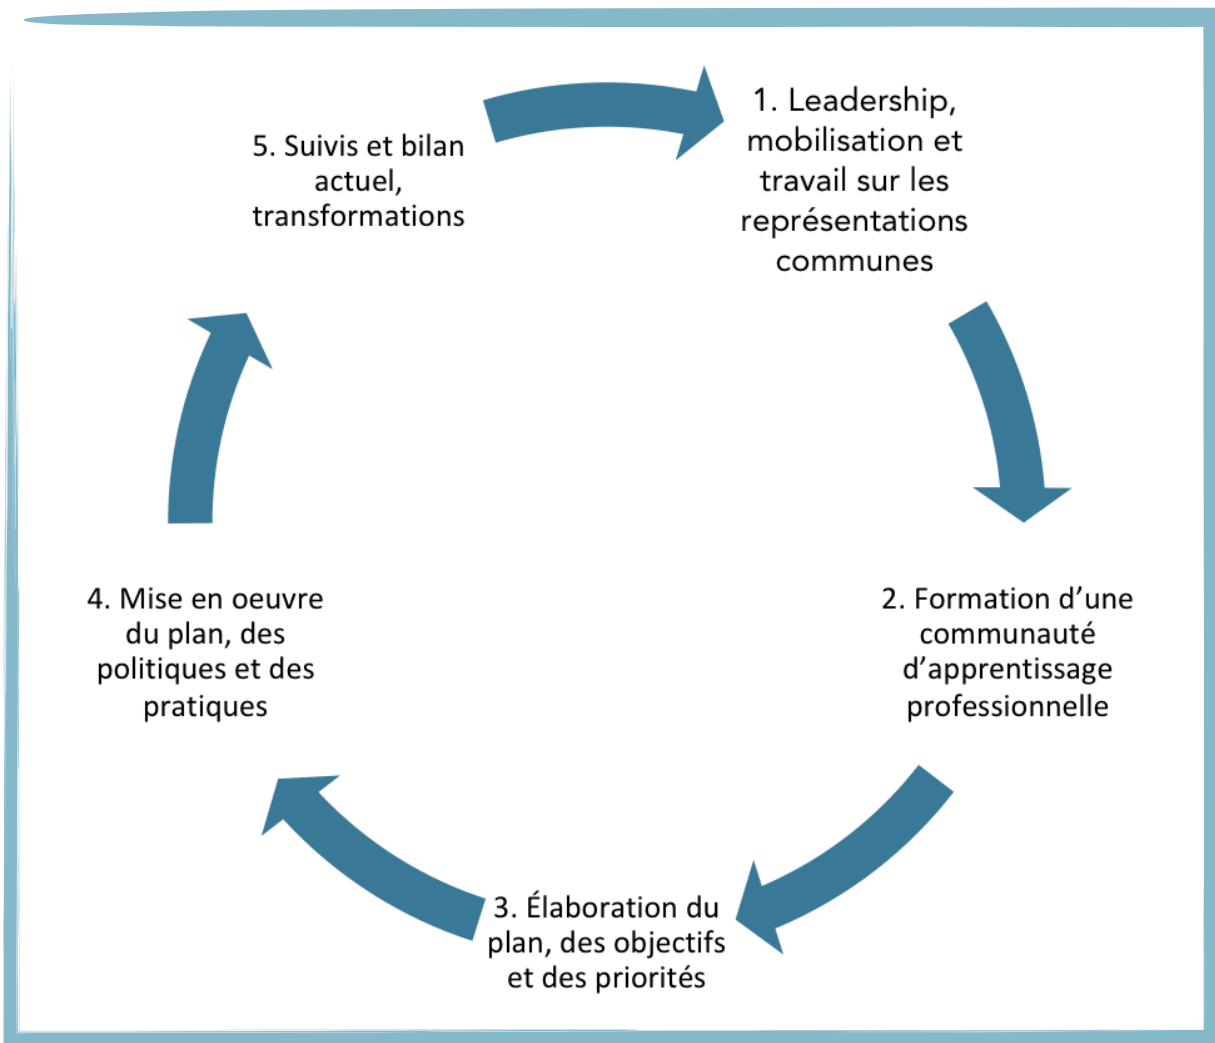 1. Leadership,
mobilisation et
travail sur les
représentations
communes
2. Formation d’une
communauté
d’apprentissage
professionnelle
3. Élaboration du
plan, des objectifs
et des priorités
4. Mise en oeuvre
du plan, des
politiques et des
pratiques
5. Suivis et bilan
actuel,
transformations